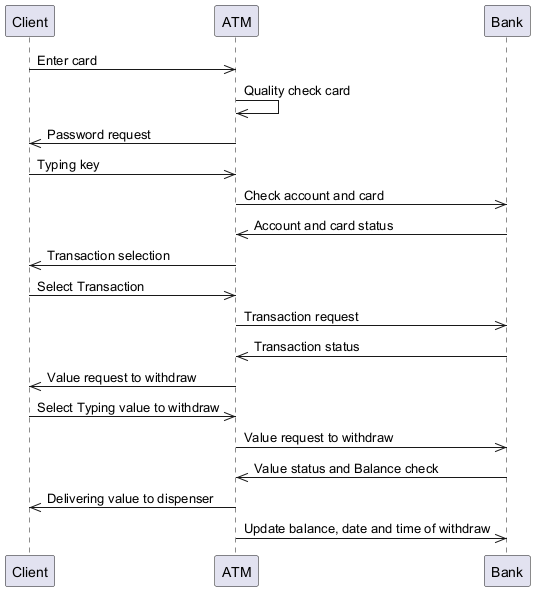 Client ATM Bank
Enter card
Quality check card
Password request
Typing key
Check account and card
Account and card status
Transaction selection
Select Transaction
Transaction request
Transaction status
Value request to withdraw
Select Typing value to withdraw
Value request to withdraw
Value status and Balance check
Delivering value to dispenser
Update balance, date and time of withdraw
Client ATM Bank